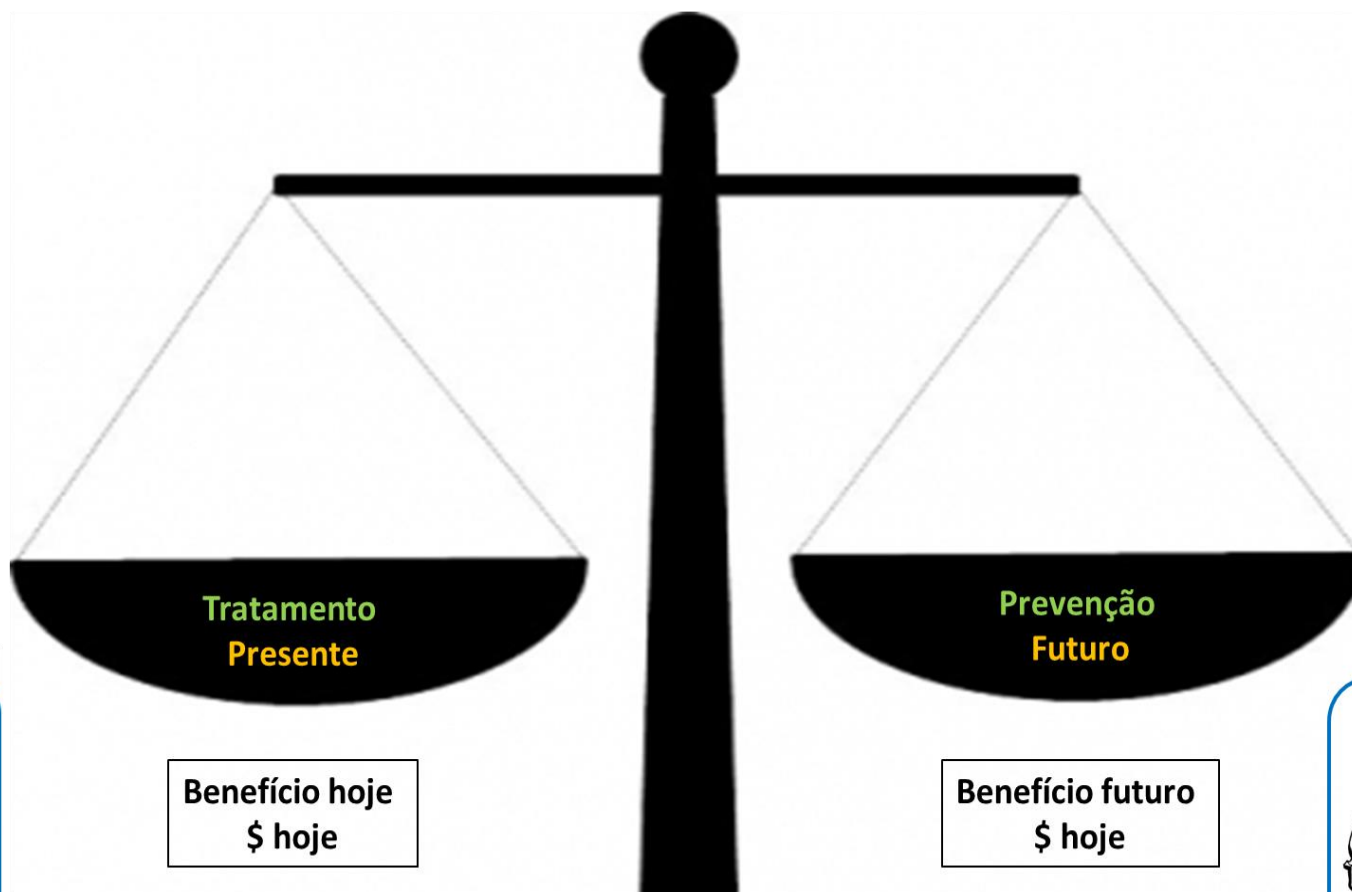 Tratamento
Presente
Prevenção
Futuro
Benefício hoje
$ hoje
Benefício futuro
$ hoje